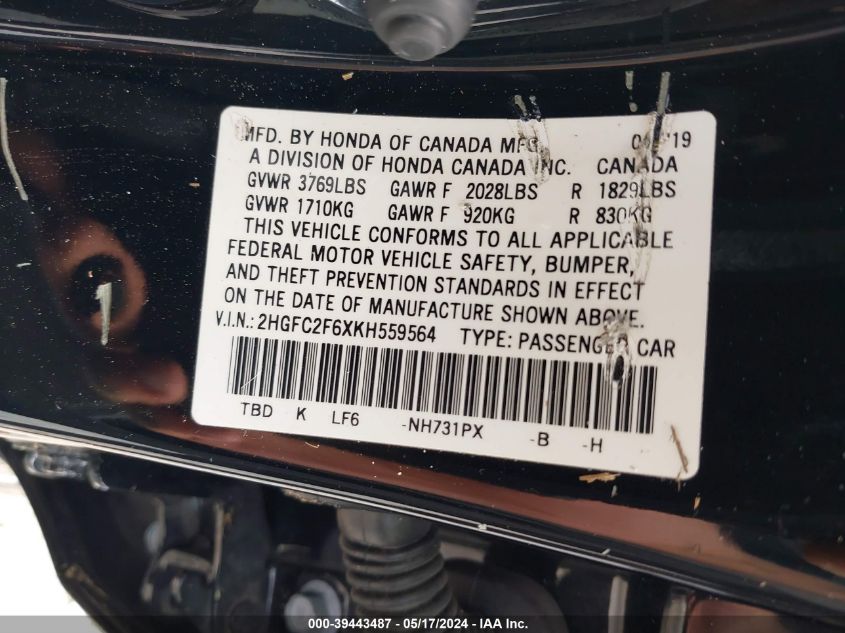 MFD. BY HONDA OF CANADA MFG. /19
A DIVISION OF HONDA CANADA INC. CANADA
GVWR 3769LBS GAWR F 2028LBS R 1829LBS
GVWR 1710KG GAWR F 920KG R 830KG
THIS VEHICLE CONFORMS TO ALL APPLICABLE
FEDERAL MOTOR VEHICLE SAFETY, BUMPER,
AND THEFT PREVENTION STANDARDS IN EFFECT
ON THE DATE OF MANUFACTURE SHOWN ABOVE.
V.I.N.: 2HGFC2F6XKH559564 TYPE: PASSENGER CAR
TBD K LF6 -NH731PX -B -H
000-39443487 - 05/17/2024 - IAA Inc.